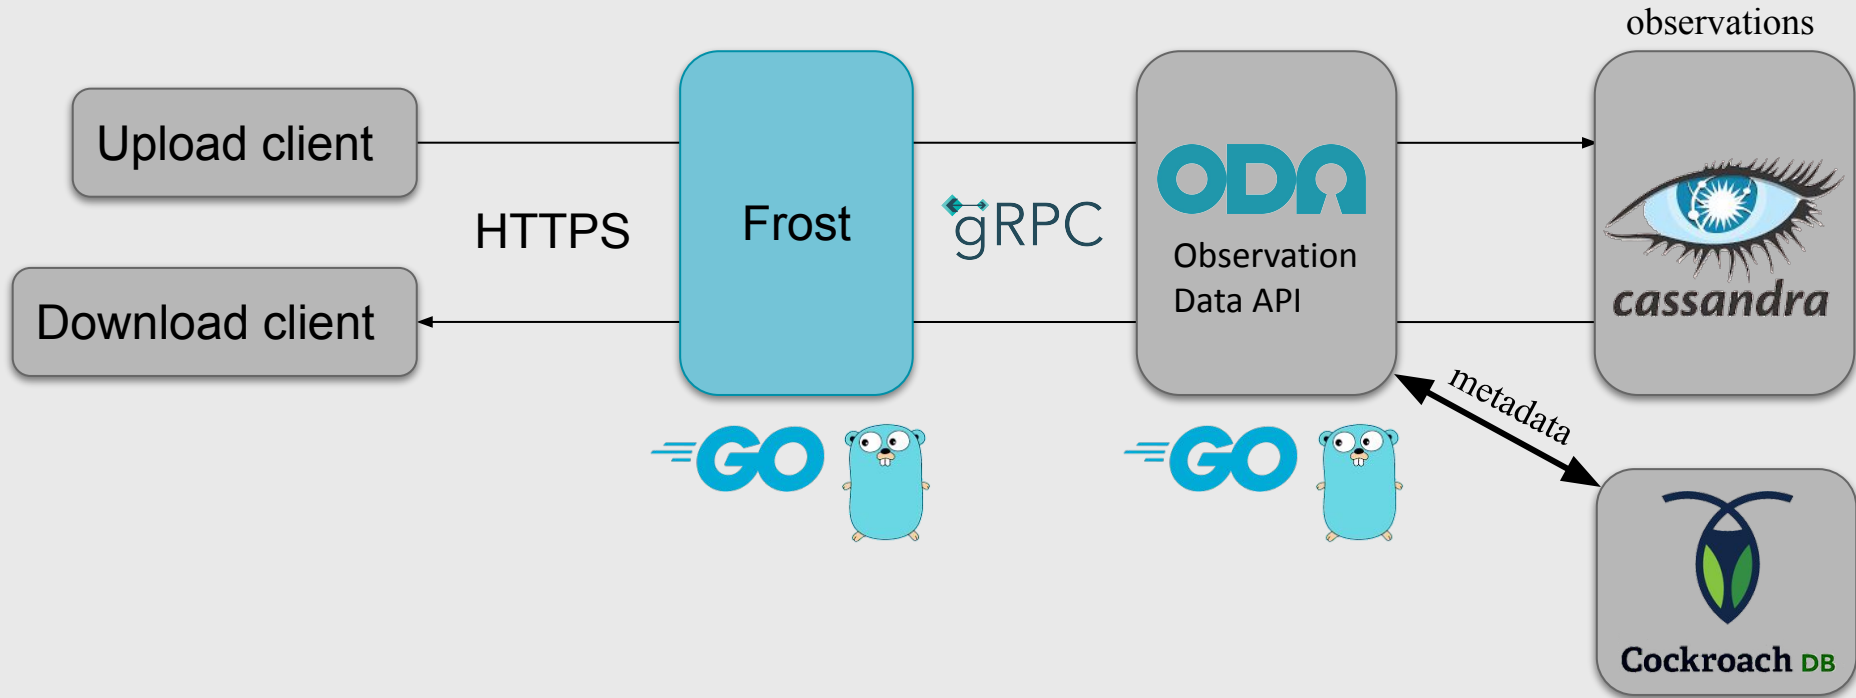 observations
Upload client
HTTPS
Download client
Frost
gRPC
ODA
Observation
Data API
cassandra
metadata
GO
GO
Cockroach DB